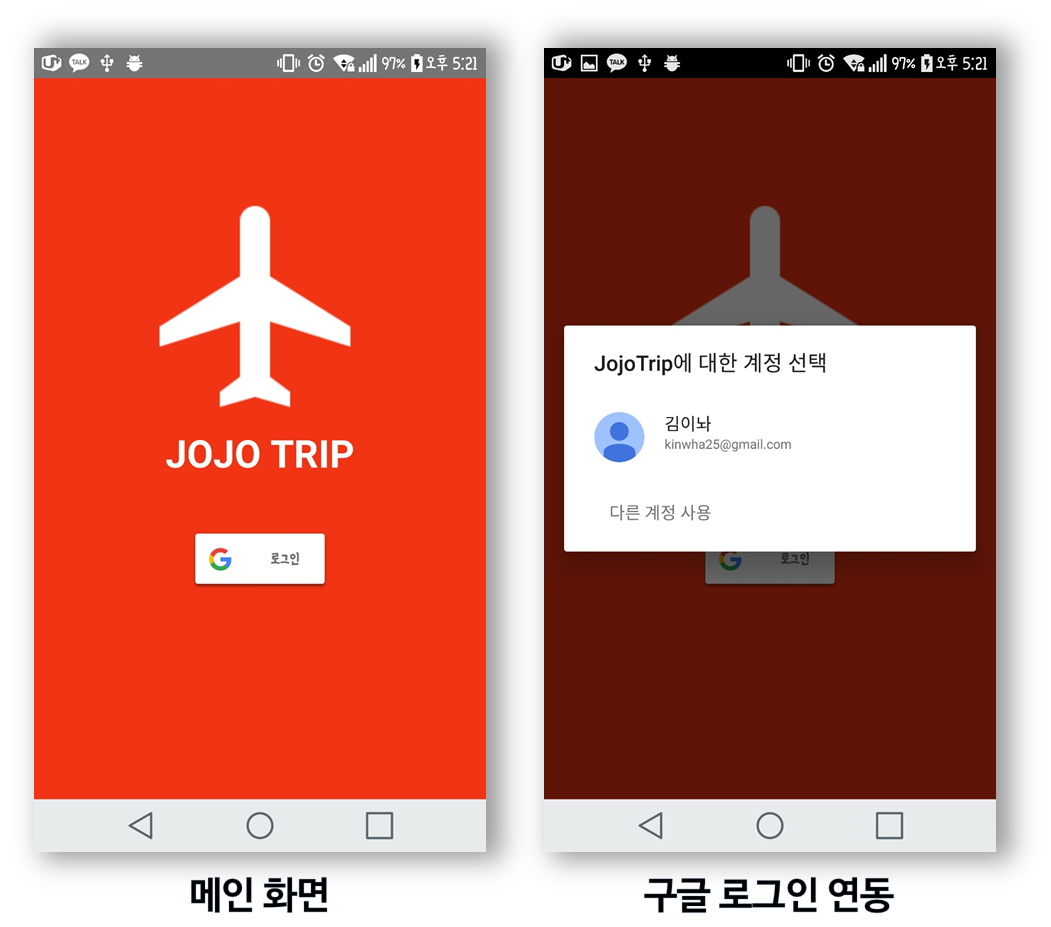 TALK 97% 오후 5:21
JOJO TRIP
로그인
메인 화면
TALK 97% 오후 5:21
JojoTrip에 대한 계정 선택
김이놔
kinwha25@gmail.com
다른 계정 사용
로그인
구글 로그인 연동